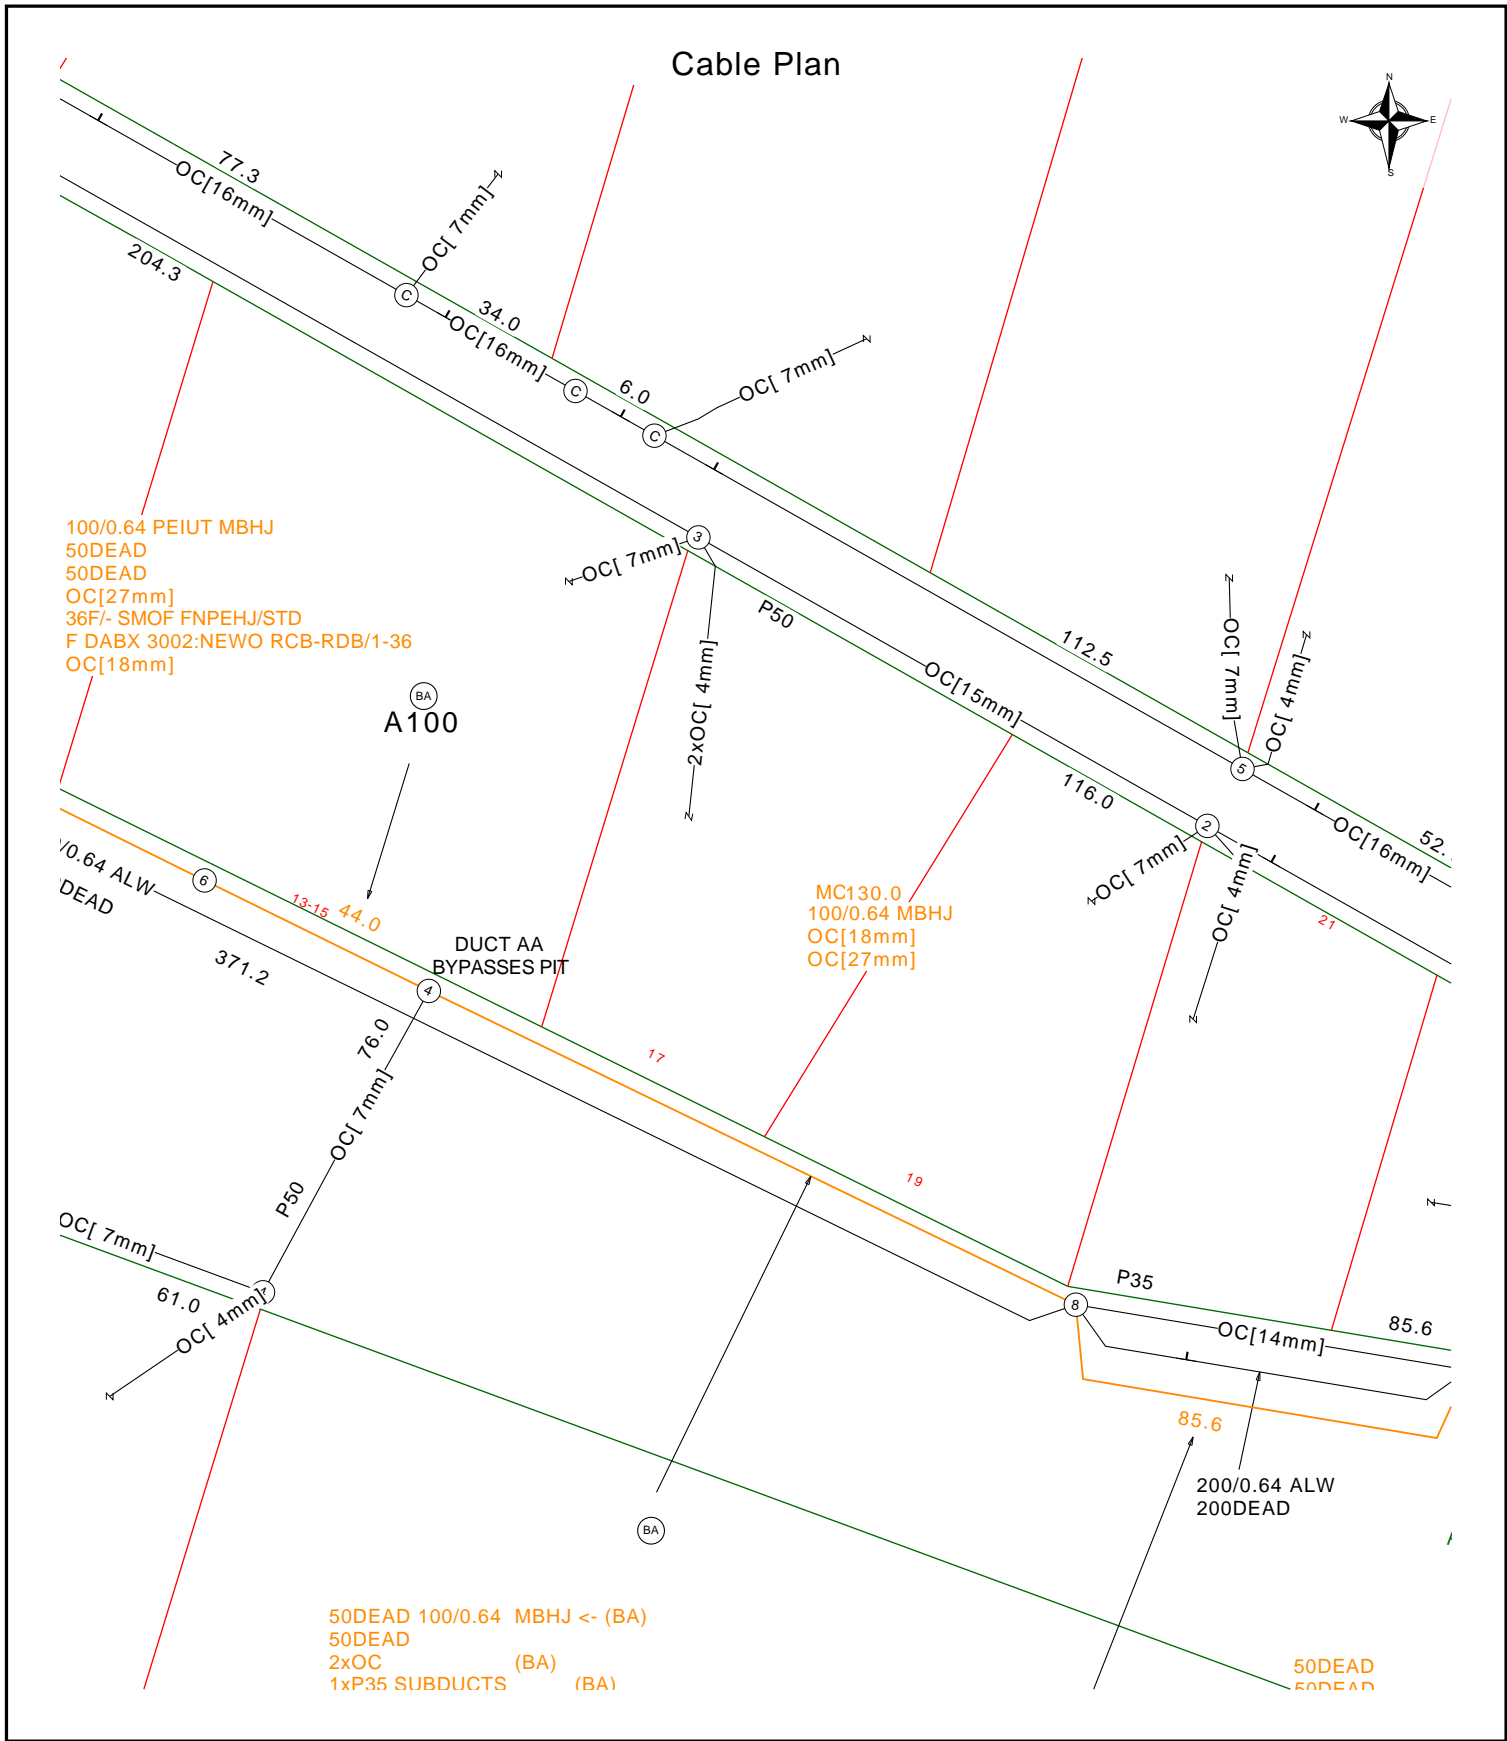 Cable Plan
N
W
E
S
77.3
OC[16mm]
OC[ 7mm]
N
204.3
C
34.0
OC[16mm]
C
6.0
C
OC[ 7mm]
N
100/0.64 PEIUT MBHJ
50DEAD
50DEAD
OC[27mm]
36F/- SMOF FNPEHJ/STD
F DABX 3002:NEWO RCB-RDB/1-36
OC[18mm]
3
N
OC[ 7mm]
P50
2xOC[ 4mm]
N
OC[15mm]
112.5
N
OC[ 7mm]
N
OC[ 4mm]
5
BA
A100
116.0
2
OC[16mm]
52.
N
OC[ 7mm]
OC[ 4mm]
N
21
/0.64 ALW
DEAD
6
13-15
44.0
371.2
DUCT AA
BYPASSES PIT
4
MC130.0
100/0.64 MBHJ
OC[18mm]
OC[27mm]
76.0
OC[ 7mm]
P50
17
19
N
OC[ 7mm]
61.0
OC[ 4mm]
N
P35
8
OC[14mm]
85.6
85.6
200/0.64 ALW
200DEAD
BA
50DEAD 100/0.64 MBHJ <- (BA)
50DEAD
2xOC (BA)
1xP35 SUBDUCTS (BA)
50DEAD
50DEAD